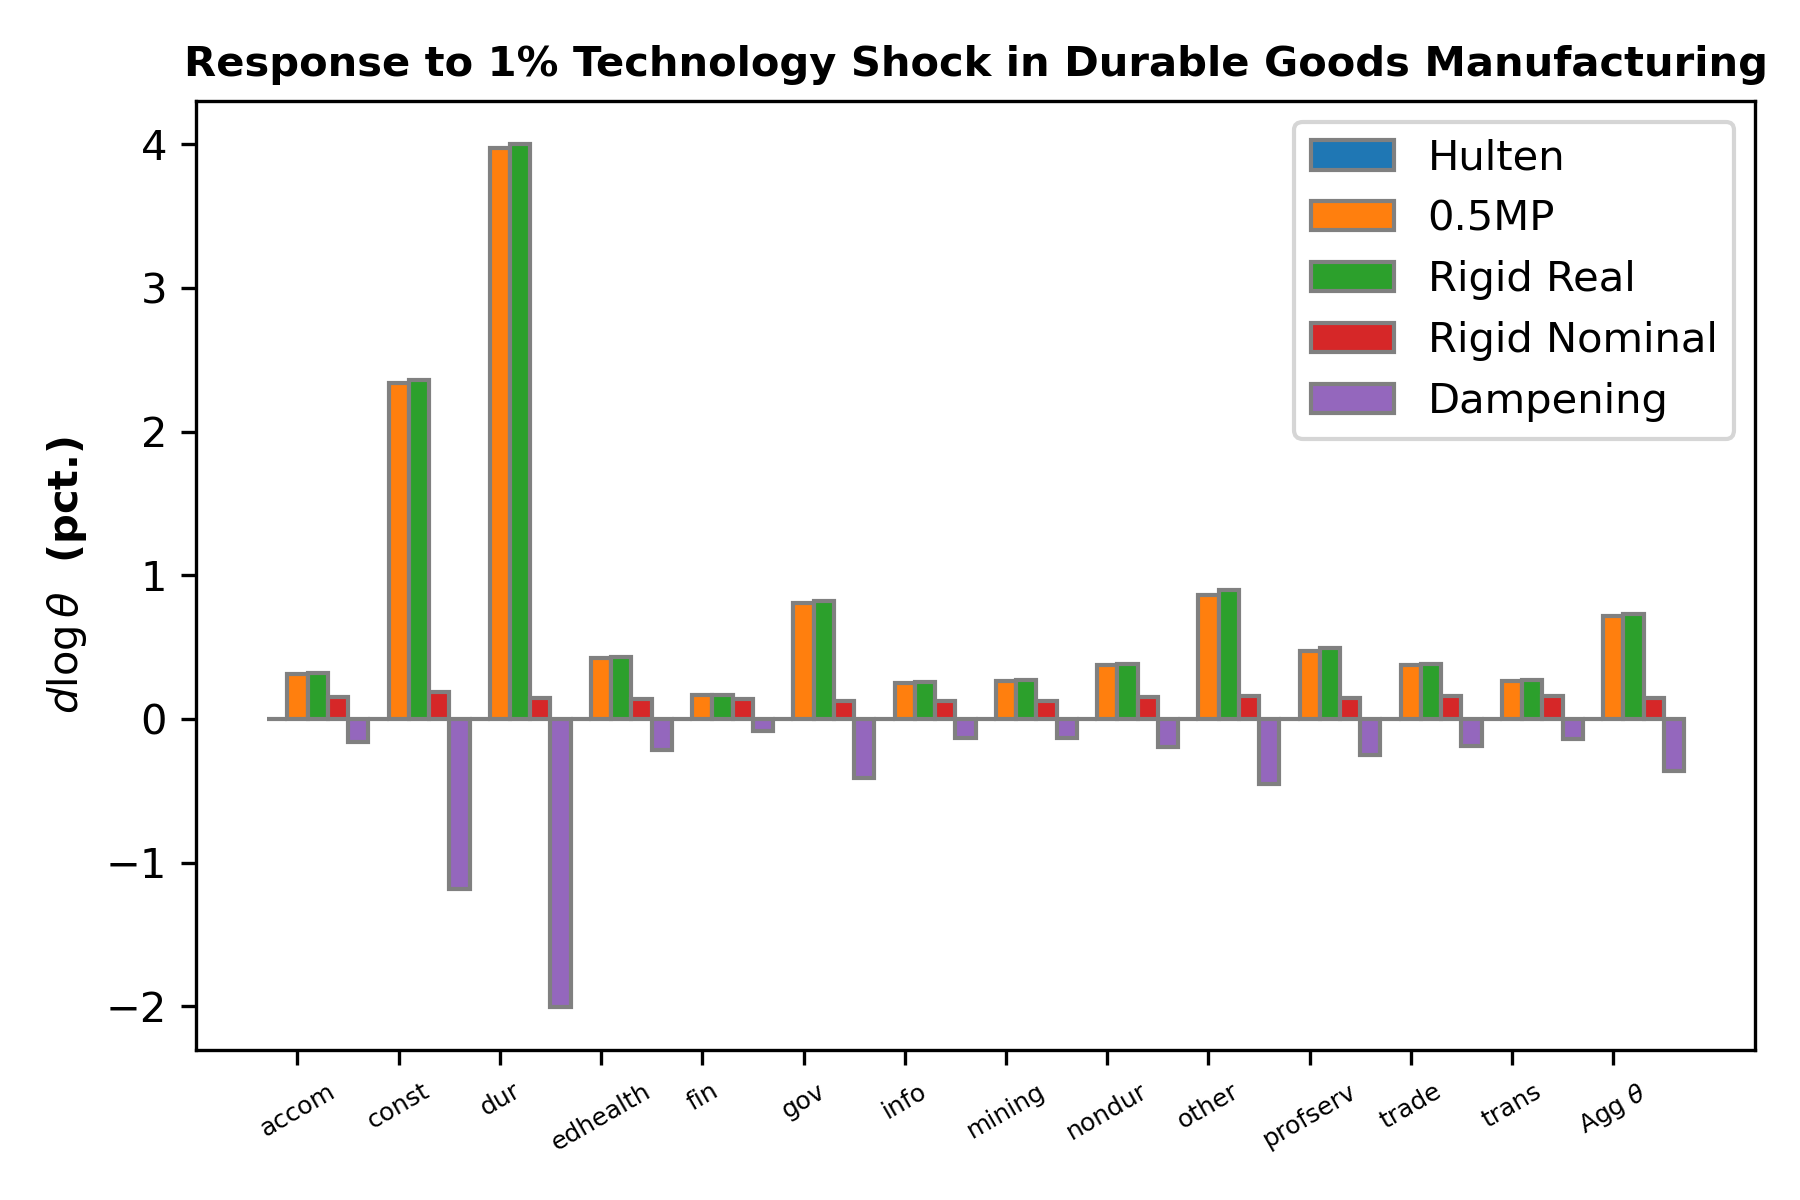 Response to 1% Technology Shock in Durable Goods Manufacturing
Hulten
0.5MP
Rigid Real
Rigid Nominal
Dampening
dlog θ (pct.)
4
3
2
1
0
−1
−2
accom
const
dur
edhealth
fin
gov
info
mining
nondur
other
profserv
trade
trans
Agg θ